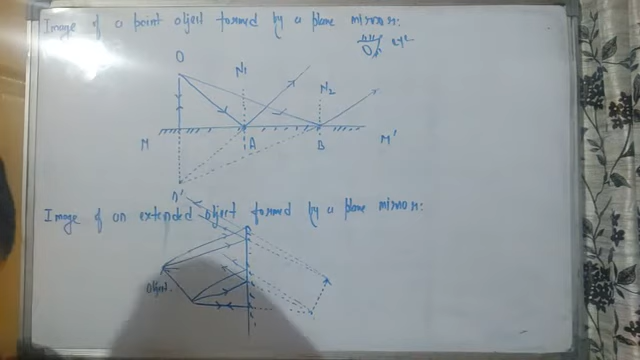 Image of a point object formed by a plane mirror:
O
N1
N2
M
A
B
M'
Image of an extended object formed by a plane mirror:
Object